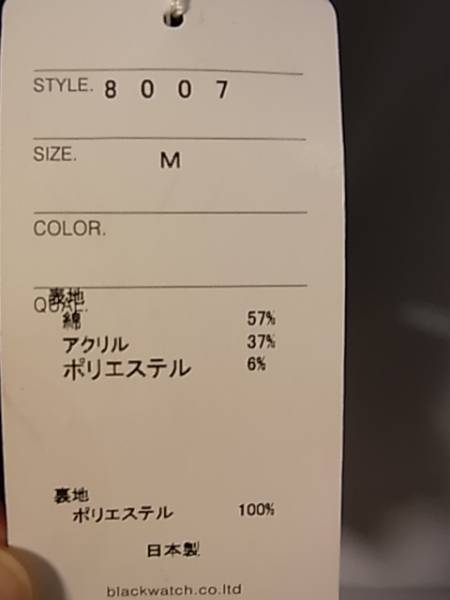 STYLE. 8 0 0 7
SIZE. M
COLOR.
表地
QUAL.
綿 57%
アクリル 37%
ポリエステル 6%
裏地
ポリエステル 100%
日本製
blackwatch.co.ltd